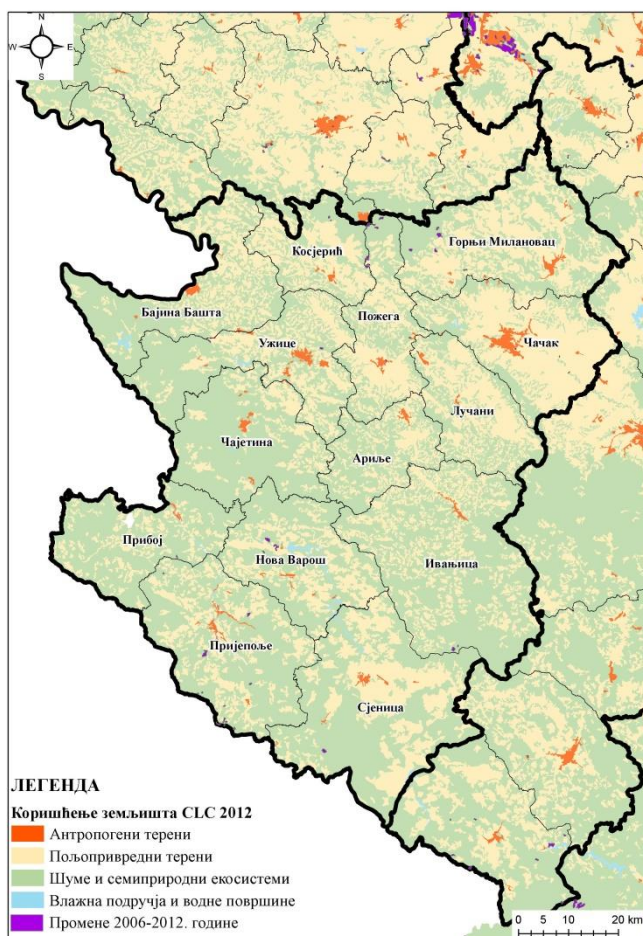 N
W E
S
Косјерић
Горњи Милановац
Бајина Башта
Пожега
Ужице
Чачак
Лучани
Чајетина
Ариље
Прибој
Нова Варош
Ивањица
Пријепоље
Сјеница
ЛЕГЕНДА
Коришћење земљишта CLC 2012
Антропогени терени
Пољопривредни терени
Шуме и семиприродни екосистеми
Влажна подручја и водне површине
Промене 2006-2012. године
0 5 10 20 km